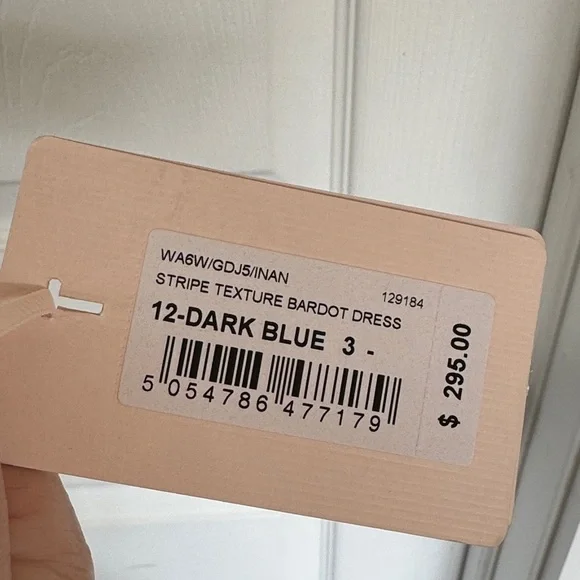 WA6W/GDJ5/INAN
129184
STRIPE TEXTURE BARDOT DRESS
12-DARK BLUE 3 -
5 054786 477179
$ 295.00